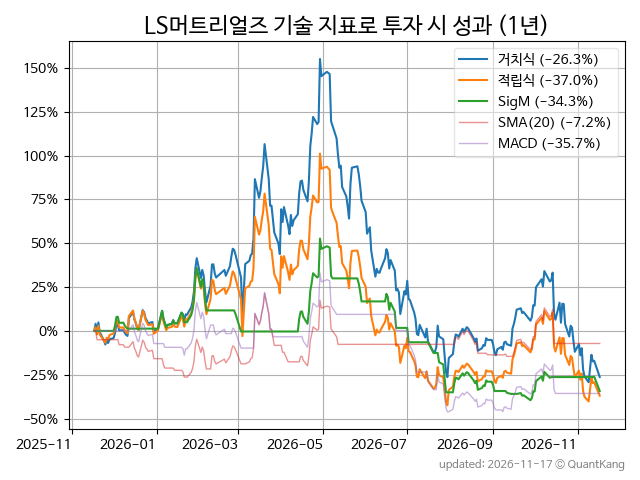 LS머트리얼즈 기술 지표로 투자 시 성과 (1년)
거치식 (−26.3%)
적립식 (−37.0%)
SigM (−34.3%)
SMA(20) (−7.2%)
MACD (−35.7%)
150%
125%
100%
75%
50%
25%
0%
−25%
−50%
2025-11 2026-01 2026-03 2026-05 2026-07 2026-09 2026-11
updated: 2026-11-17 © QuantKang